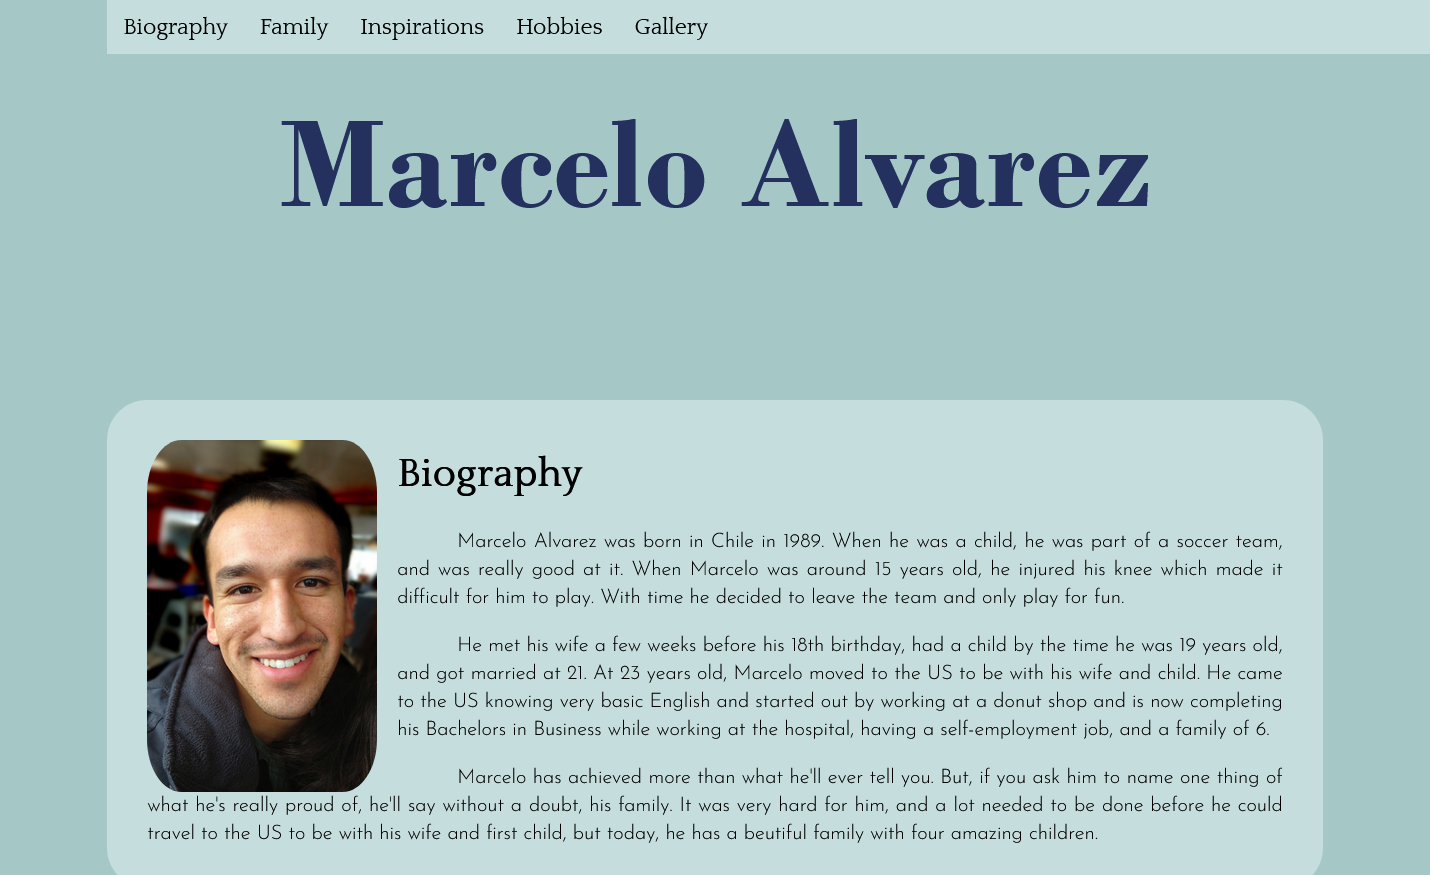 Biography Family Inspirations Hobbies Gallery
Marcelo Alvarez
Biography
Marcelo Alvarez was born in Chile in 1989. When he was a child, he was part of a soccer team,
and was really good at it. When Marcelo was around 15 years old, he injured his knee which made it
difficult for him to play. With time he decided to leave the team and only play for fun.
He met his wife a few weeks before his 18th birthday, had a child by the time he was 19 years old,
and got married at 21. At 23 years old, Marcelo moved to the US to be with his wife and child. He came
to the US knowing very basic English and started out by working at a donut shop and is now completing
his Bachelors in Business while working at the hospital, having a self-employment job, and a family of 6.
Marcelo has achieved more than what he'll ever tell you. But, if you ask him to name one thing of
what he's really proud of, he'll say without a doubt, his family. It was very hard for him, and a lot needed to be done before he could
travel to the US to be with his wife and first child, but today, he has a beutiful family with four amazing children.